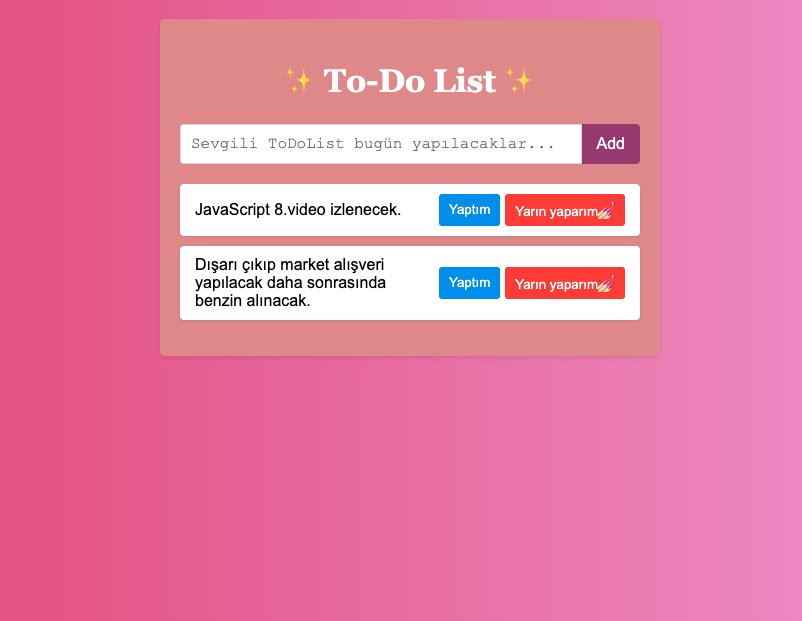 ✨ To-Do List ✨
Sevgili ToDoList bugün yapılacaklar...
Add
JavaScript 8.video izlenecek.
Yaptım
Yarın yaparım💅
Dışarı çıkıp market alışveri
yapılacak daha sonrasında
benzin alınacak.
Yaptım
Yarın yaparım💅